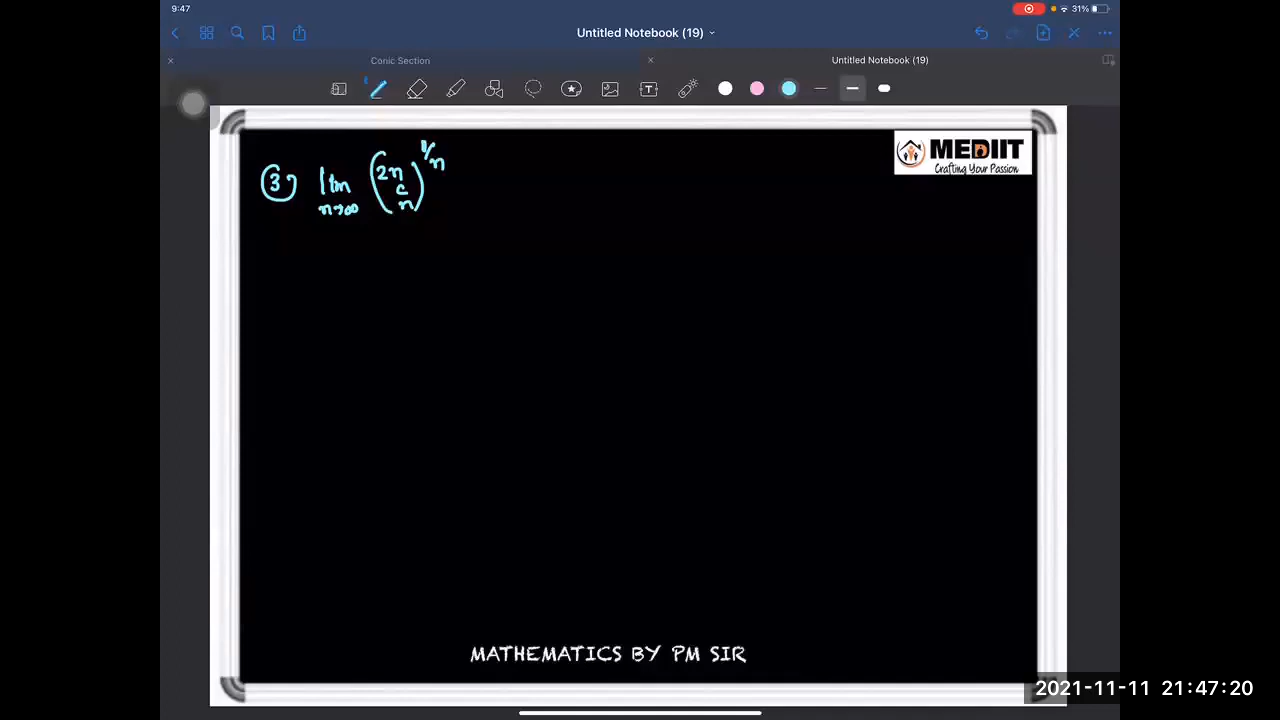 9:47
31%
Untitled Notebook (19)
Conic Section
Untitled Notebook (19)
③ lim n→∞ (2n c n)^1/n
MEDIIT
Crafting Your Passion
MATHEMATICS BY PM SIR
2021-11-11 21:47:20